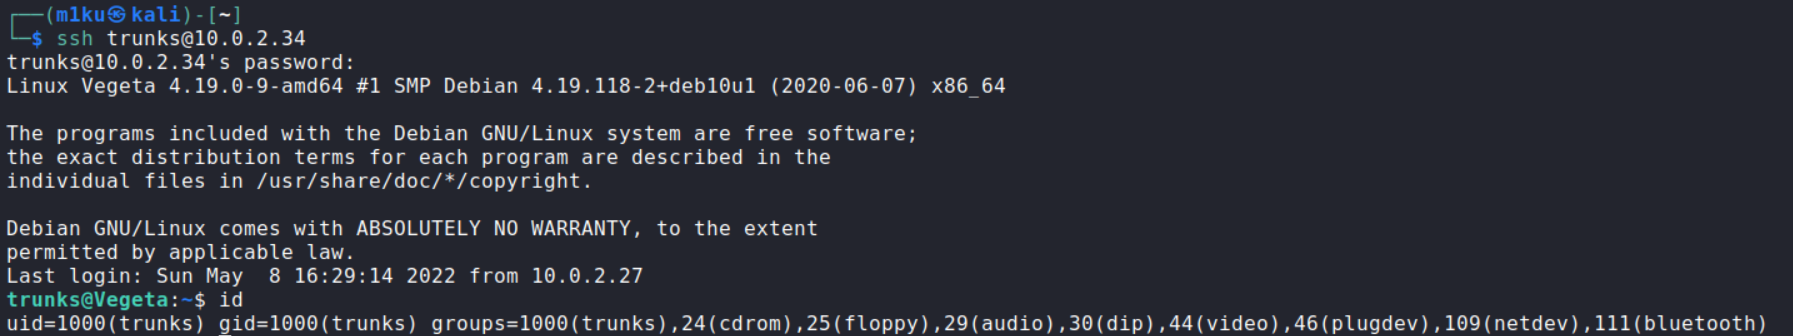 ┌──(m1ku㉿kali)-[~]
└─$ ssh trunks@10.0.2.34
trunks@10.0.2.34's password:
Linux Vegeta 4.19.0-9-amd64 #1 SMP Debian 4.19.118-2+deb10u1 (2020-06-07) x86_64
The programs included with the Debian GNU/Linux system are free software;
the exact distribution terms for each program are described in the
individual files in /usr/share/doc/*/copyright.
Debian GNU/Linux comes with ABSOLUTELY NO WARRANTY, to the extent
permitted by applicable law.
Last login: Sun May  8 16:29:14 2022 from 10.0.2.27
trunks@Vegeta:~$ id
uid=1000(trunks) gid=1000(trunks) groups=1000(trunks),24(cdrom),25(floppy),29(audio),30(dip),44(video),46(plugdev),109(netdev),111(bluetooth)